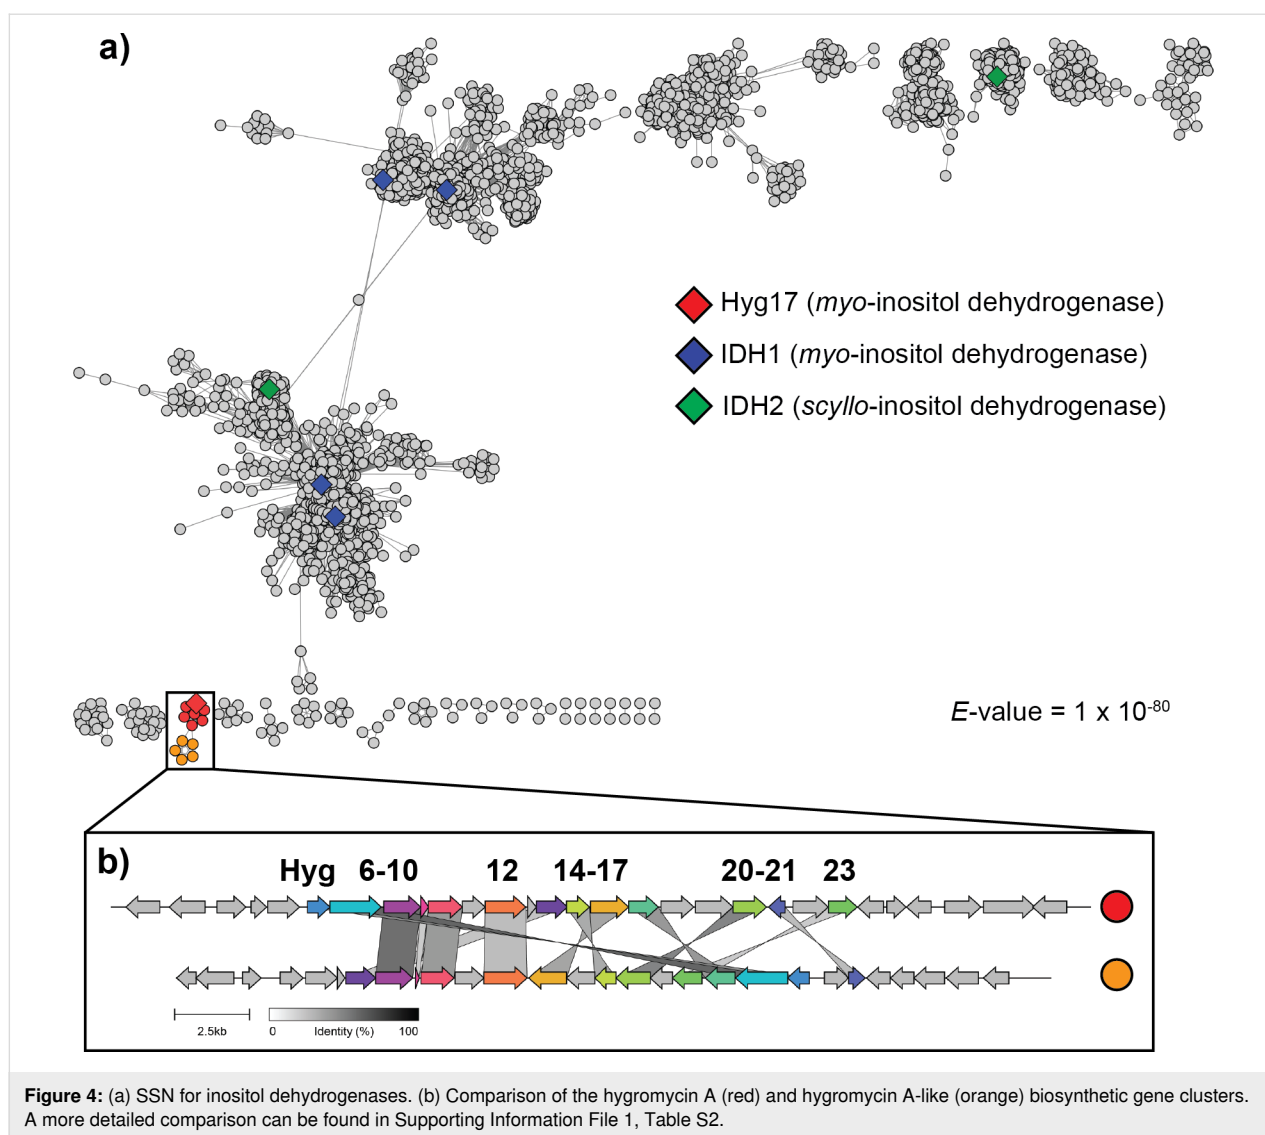 a)
Hyg17 (myo-inositol dehydrogenase)
IDH1 (myo-inositol dehydrogenase)
IDH2 (scyllo-inositol dehydrogenase)
E-value = 1 x 10⁻⁸⁰
b)
Hyg 6-10 12 14-17 20-21 23
2.5kb 0 Identity (%) 100
Figure 4: (a) SSN for inositol dehydrogenases. (b) Comparison of the hygromycin A (red) and hygromycin A-like (orange) biosynthetic gene clusters.
A more detailed comparison can be found in Supporting Information File 1, Table S2.